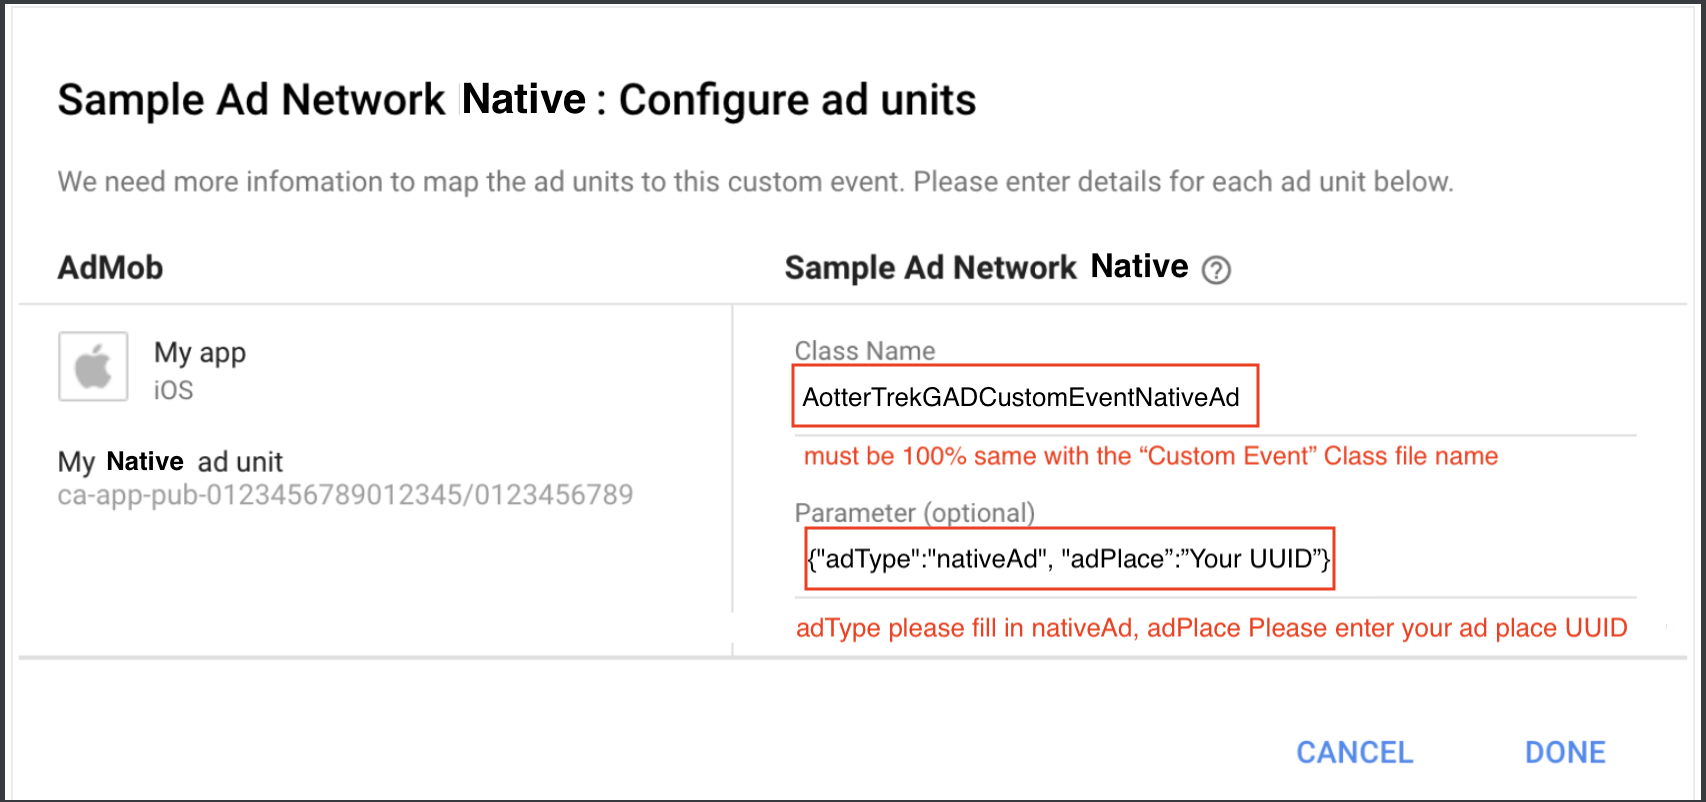 Sample Ad Network Native : Configure ad units
We need more infomation to map the ad units to this custom event. Please enter details for each ad unit below.
AdMob
Sample Ad Network Native ?
My app
iOS
My Native ad unit
ca-app-pub-0123456789012345/0123456789
Class Name
AotterTrekGADCustomEventNativeAd
must be 100% same with the “Custom Event” Class file name
Parameter (optional)
{"adType":"nativeAd", "adPlace”:”Your UUID”}
adType please fill in nativeAd, adPlace Please enter your ad place UUID
CANCEL
DONE